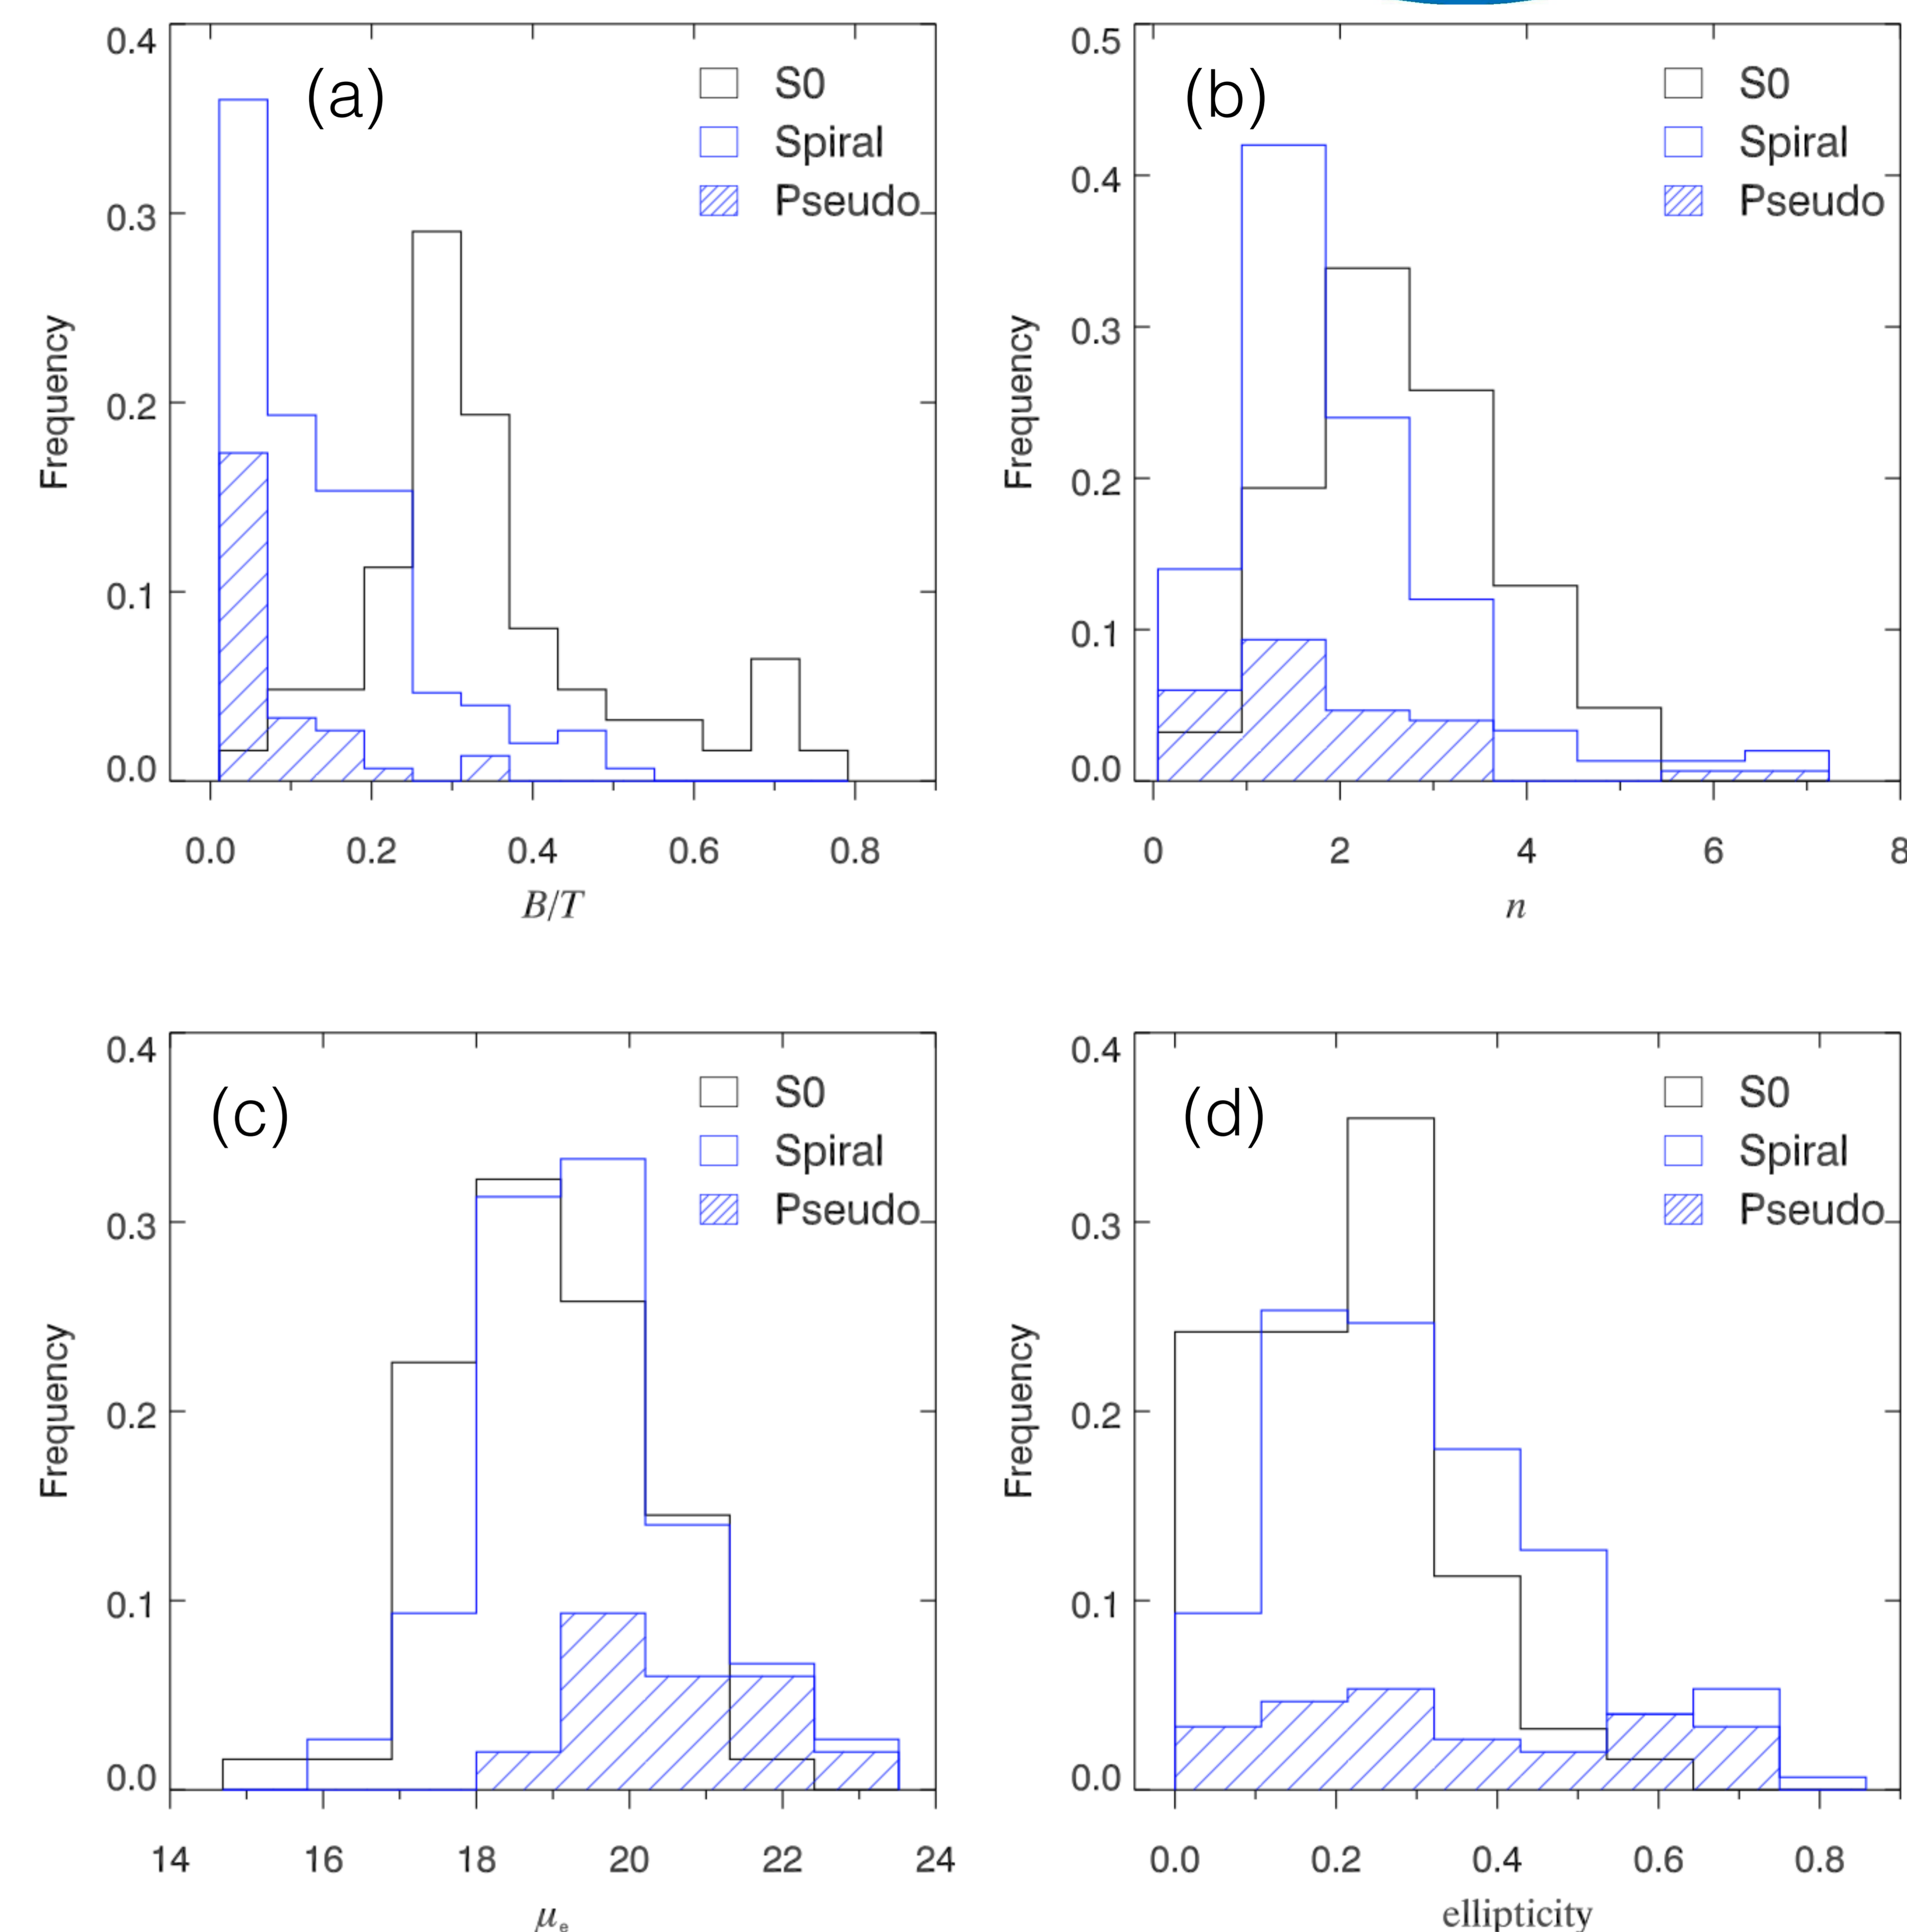 (a)
S0
Spiral
Pseudo
0.4
0.3
0.2
0.1
0.0
Frequency
0.0 0.2 0.4 0.6 0.8
B/T
(b)
S0
Spiral
Pseudo
0.5
0.4
0.3
0.2
0.1
0.0
Frequency
0 2 4 6 8
n
(c)
S0
Spiral
Pseudo
0.4
0.3
0.2
0.1
0.0
Frequency
14 16 18 20 22 24
μe
(d)
S0
Spiral
Pseudo
0.4
0.3
0.2
0.1
0.0
Frequency
0.0 0.2 0.4 0.6 0.8
ellipticity